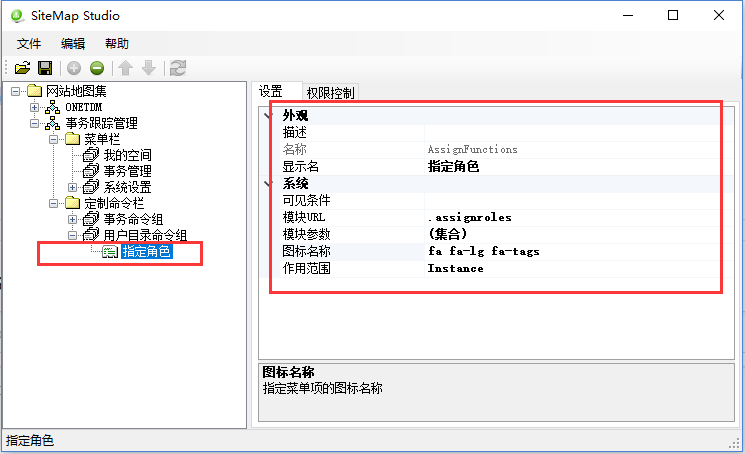 SiteMap Studio
文件 编辑 帮助
网站地图集
ONETDM
事务跟踪管理
菜单栏
我的空间
事务管理
系统设置
定制命令栏
事务命令组
用户目录命令组
指定角色
设置 权限控制
外观
描述
名称 AssignFunctions
显示名 指定角色
系统
可见条件
模块URL .assignroles
模块参数 (集合)
图标名称 fa fa-lg fa-tags
作用范围 Instance
图标名称
指定菜单项的图标名称
指定角色